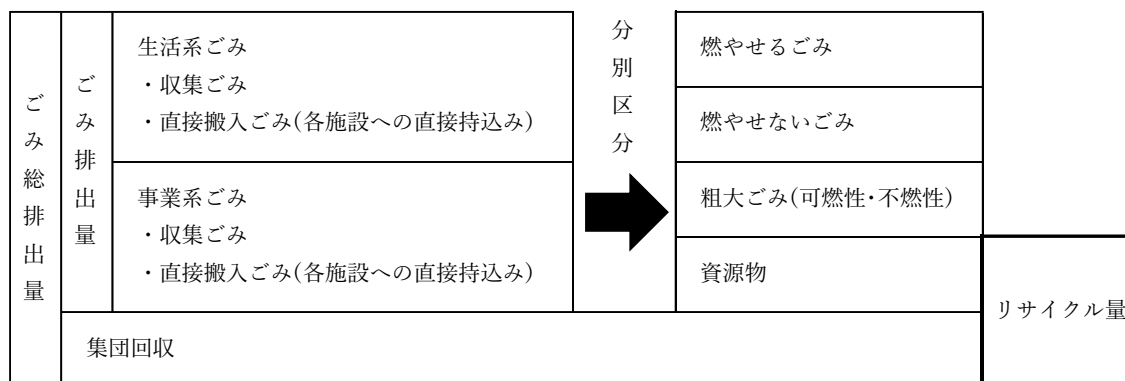 ごみ総排出量
ごみ排出量
生活系ごみ
・収集ごみ
・直接搬入ごみ(各施設への直接持込み)
事業系ごみ
・収集ごみ
・直接搬入ごみ(各施設への直接持込み)
分別区分
燃やせるごみ
燃やせないごみ
粗大ごみ(可燃性・不燃性)
資源物
リサイクル量
集団回収